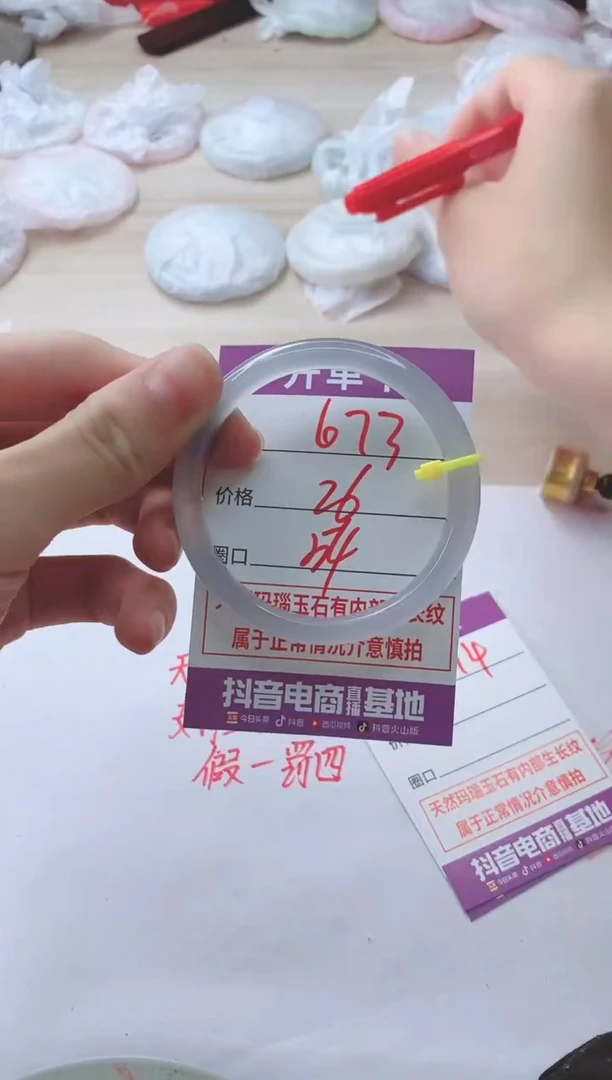 开单卡
673
价格 26
圈口 54
天然玛瑙玉石有内部生长纹
属于正常情况介意慎拍
抖音电商直播基地
今日头条 抖音 西瓜视频 抖音火山版
天
假一罚四
14
圈口
天然玛瑙玉石有内部生长纹
属于正常情况介意慎拍
抖音电商直播基地